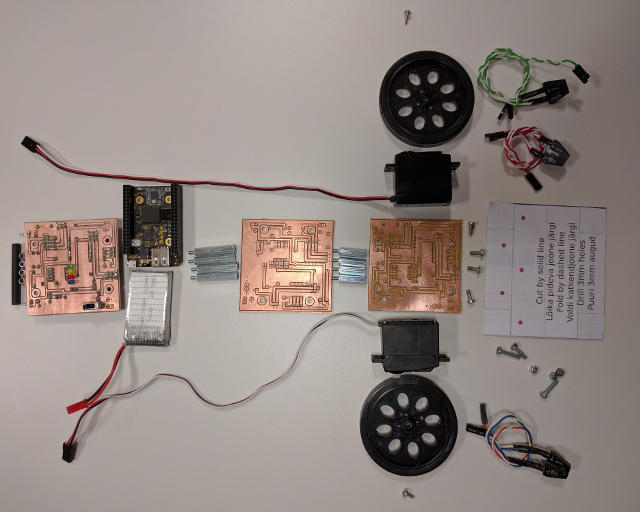 Cut by solid line
Lõika pideva joone järgi
Fold by dashed line
Voldi katkendjoone järgi
Drill 3mm holes
Puuri 3mm augud